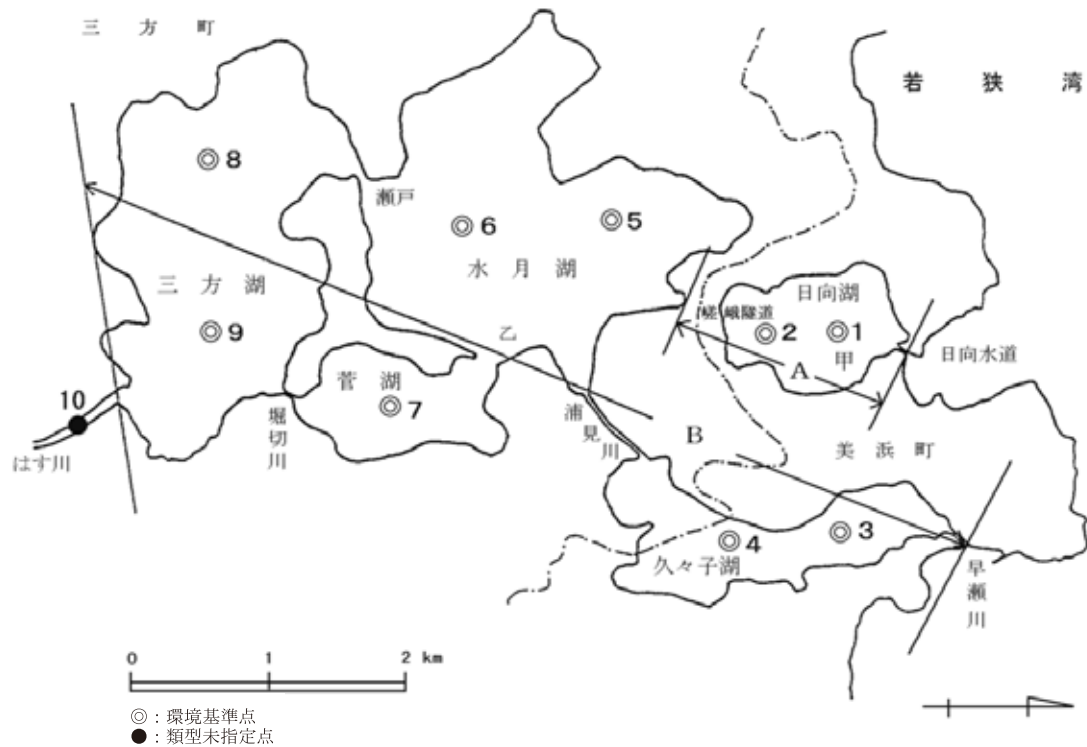 三方町
若狭湾
8
瀬戸
6
5
水月湖
三方湖
日向湖
嵯峨隧道
2
1
甲
日向水道
9
乙
A
菅湖
7
10
はす川
堀切川
浦見川
B
美浜町
3
4
久々子湖
早瀬川
0 1 2 km
◎：環境基準点
●：類型未指定点